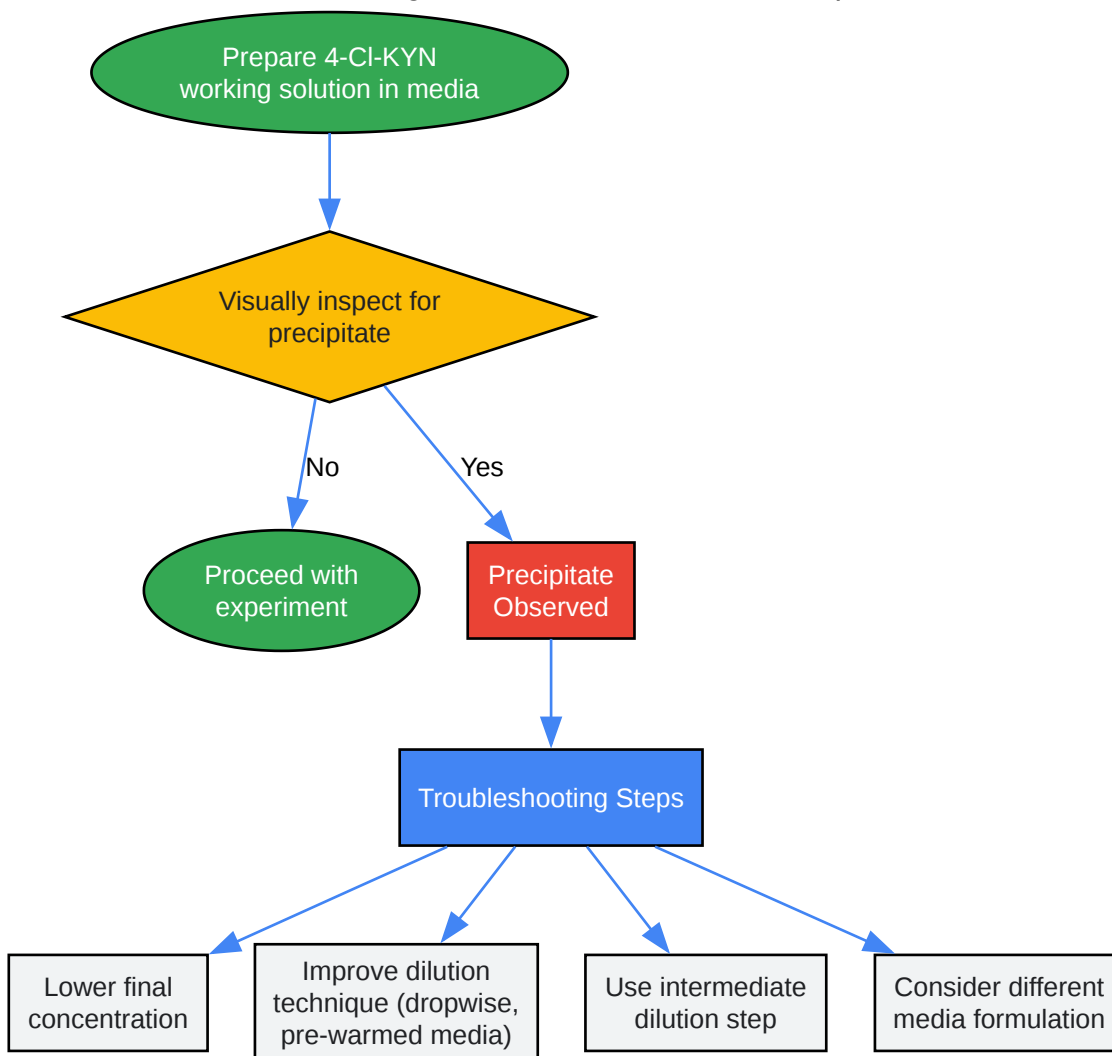 Prepare 4-Cl-KYN
working solution in media
Visually inspect for
precipitate
No
Yes
Proceed with
experiment
Precipitate
Observed
Troubleshooting Steps
Lower final
concentration
Improve dilution
technique (dropwise,
pre-warmed media)
Use intermediate
dilution step
Consider different
media formulation